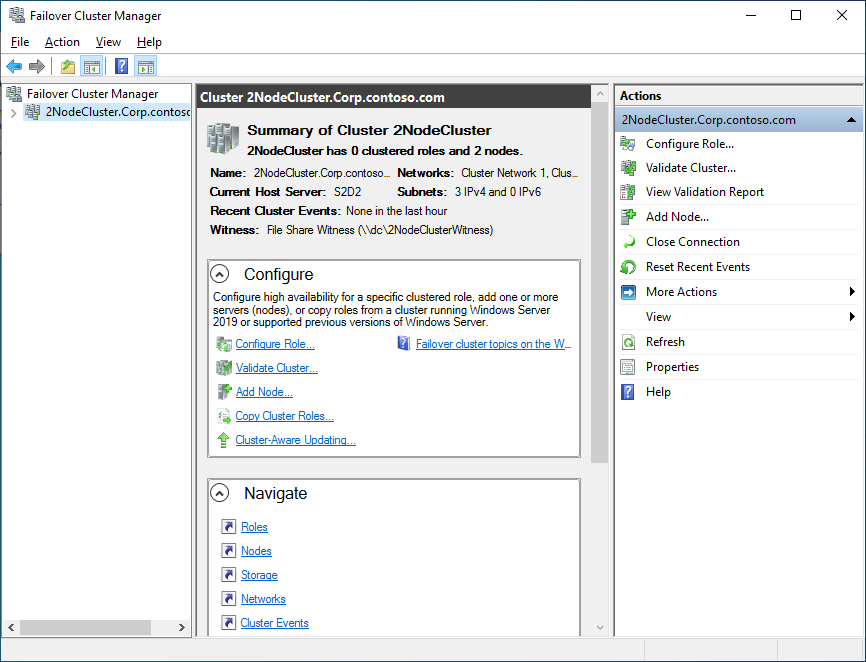 Failover Cluster Manager
File Action View Help
Failover Cluster Manager
2NodeCluster.Corp.contosc
Cluster 2NodeCluster.Corp.contoso.com
Summary of Cluster 2NodeCluster
2NodeCluster has 0 clustered roles and 2 nodes.
Name: 2NodeCluster.Corp.contoso... Networks: Cluster Network 1, Clus...
Current Host Server: S2D2 Subnets: 3 IPv4 and 0 IPv6
Recent Cluster Events: None in the last hour
Witness: File Share Witness (\\dc\2NodeClusterWitness)
Configure
Configure high availability for a specific clustered role, add one or more
servers (nodes), or copy roles from a cluster running Windows Server
2019 or supported previous versions of Windows Server.
Configure Role... Failover cluster topics on the W...
Validate Cluster...
Add Node...
Copy Cluster Roles...
Cluster-Aware Updating...
Navigate
Roles
Nodes
Storage
Networks
Cluster Events
Actions
2NodeCluster.Corp.contoso.com
Configure Role...
Validate Cluster...
View Validation Report
Add Node...
Close Connection
Reset Recent Events
More Actions
View
Refresh
Properties
Help